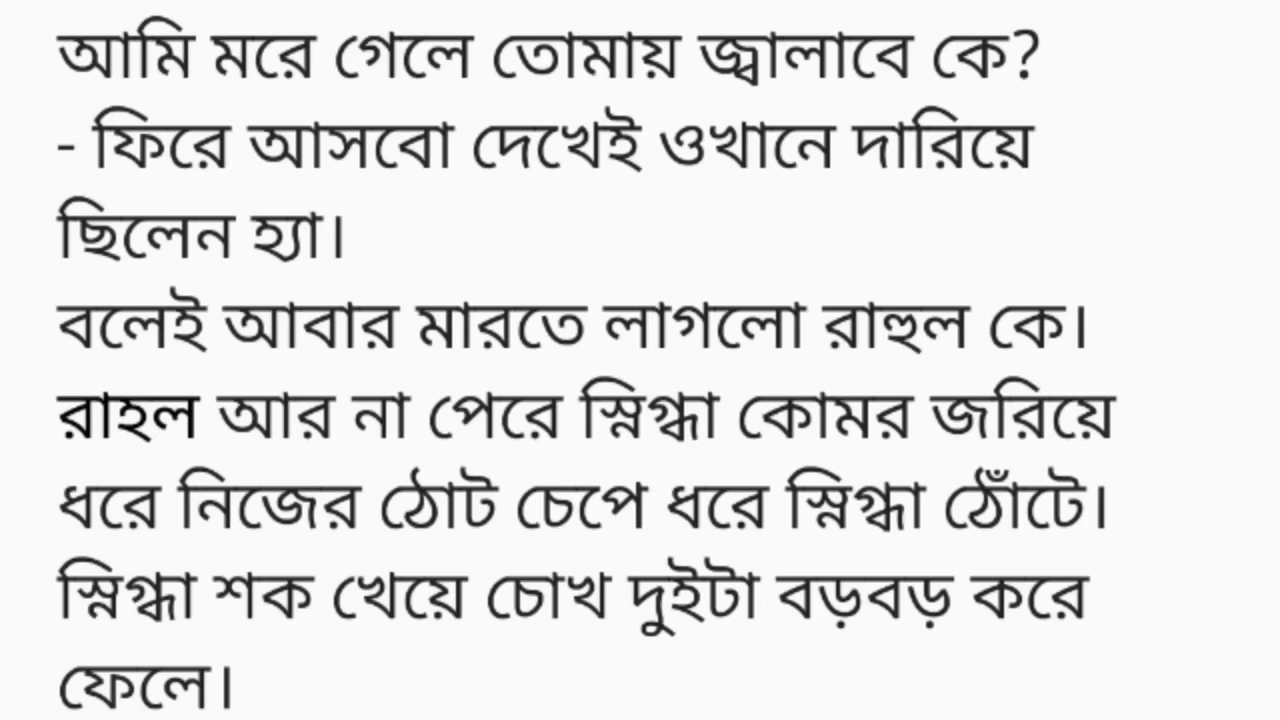 আমি মরে গেলে তোমায় জ্বালাবে কে?
- ফিরে আসবো দেখেই ওখানে দারিয়ে
ছিলেন হ্যা।
বলেই আবার মারতে লাগলো রাহুল কে।
রাহল আর না পেরে স্নিগ্ধা কোমর জরিয়ে
ধরে নিজের ঠোট চেপে ধরে স্নিগ্ধা ঠোঁটে।
স্নিগ্ধা শক খেয়ে চোখ দুইটা বড়বড় করে
ফেলে।